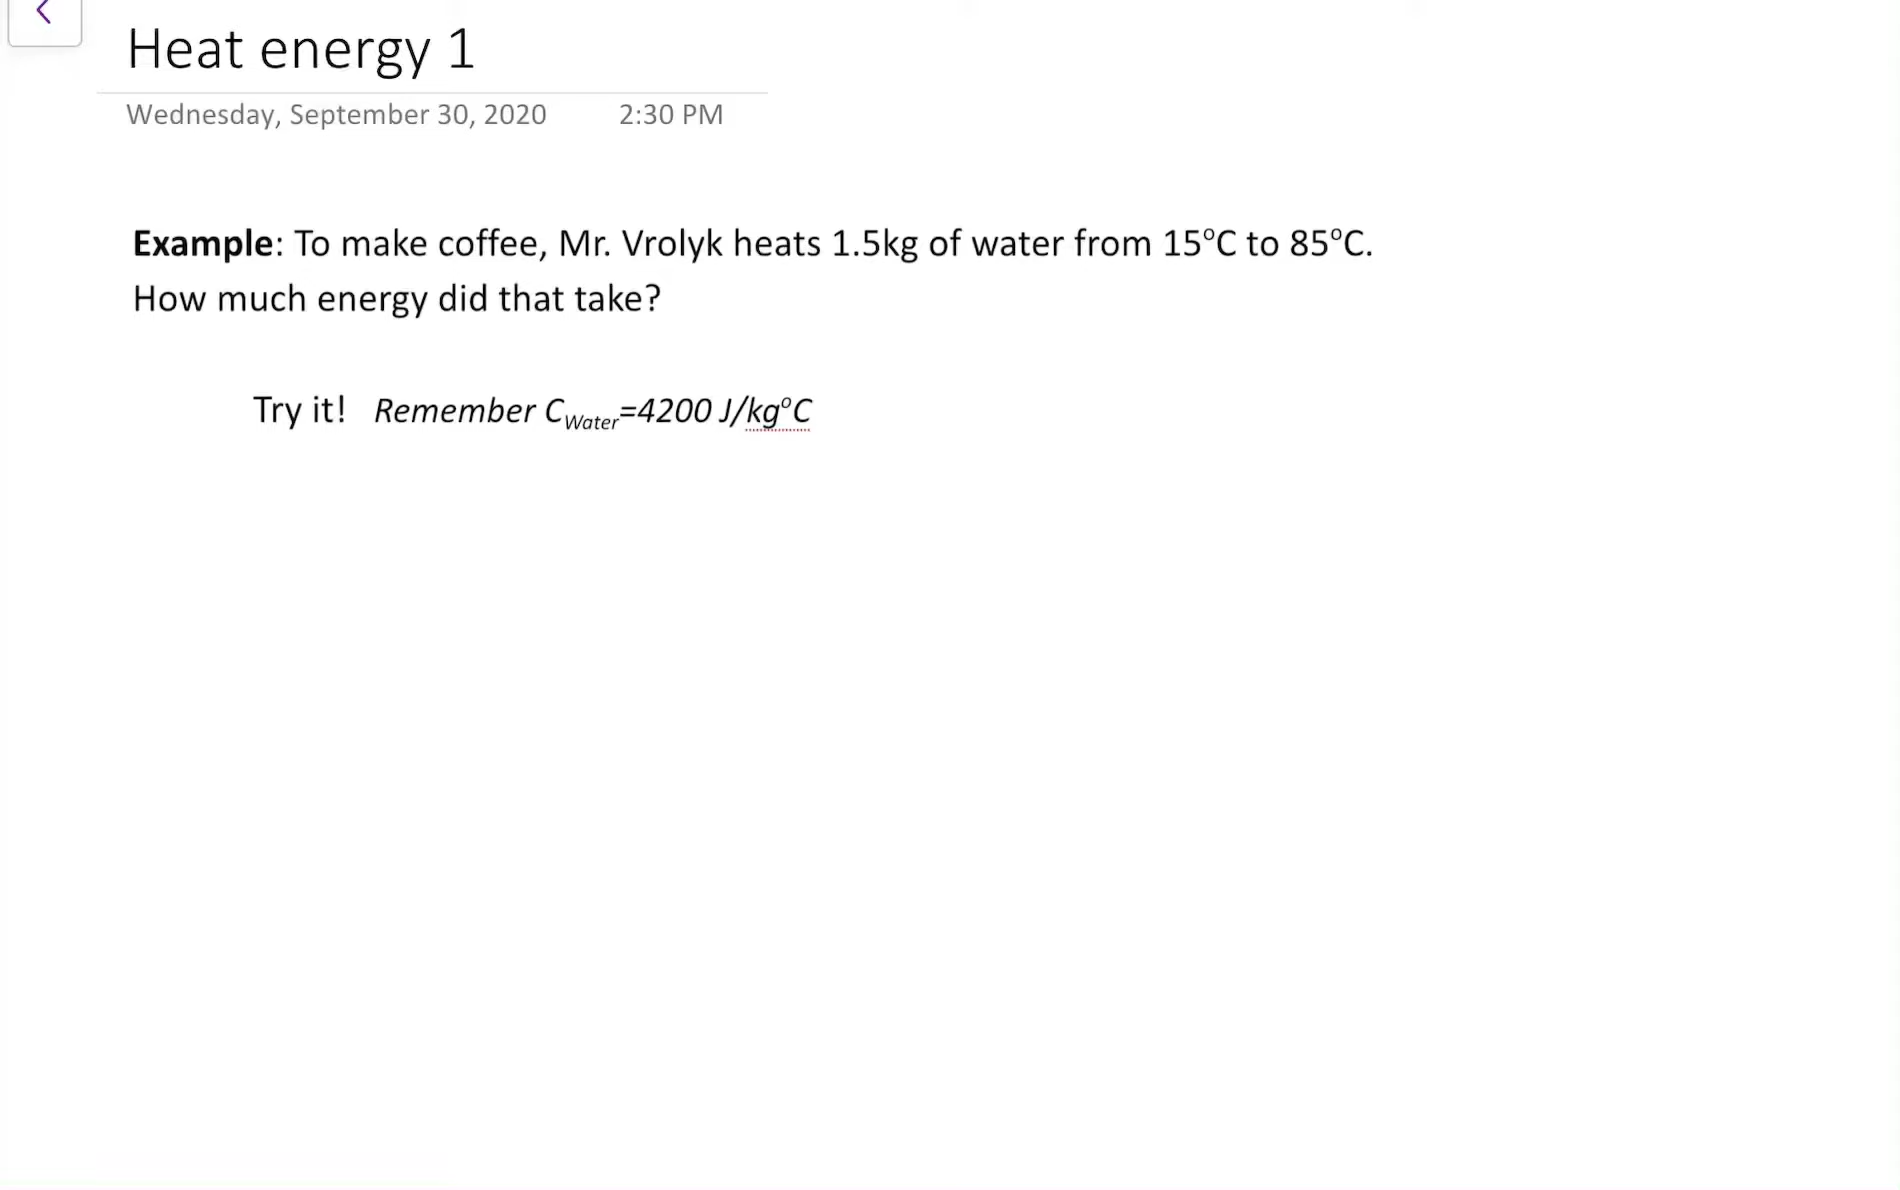 Heat energy 1
Wednesday, September 30, 2020 2:30 PM
Example: To make coffee, Mr. Vrolyk heats 1.5kg of water from 15°C to 85°C.
How much energy did that take?
Try it! Remember C_Water=4200 J/kg°C